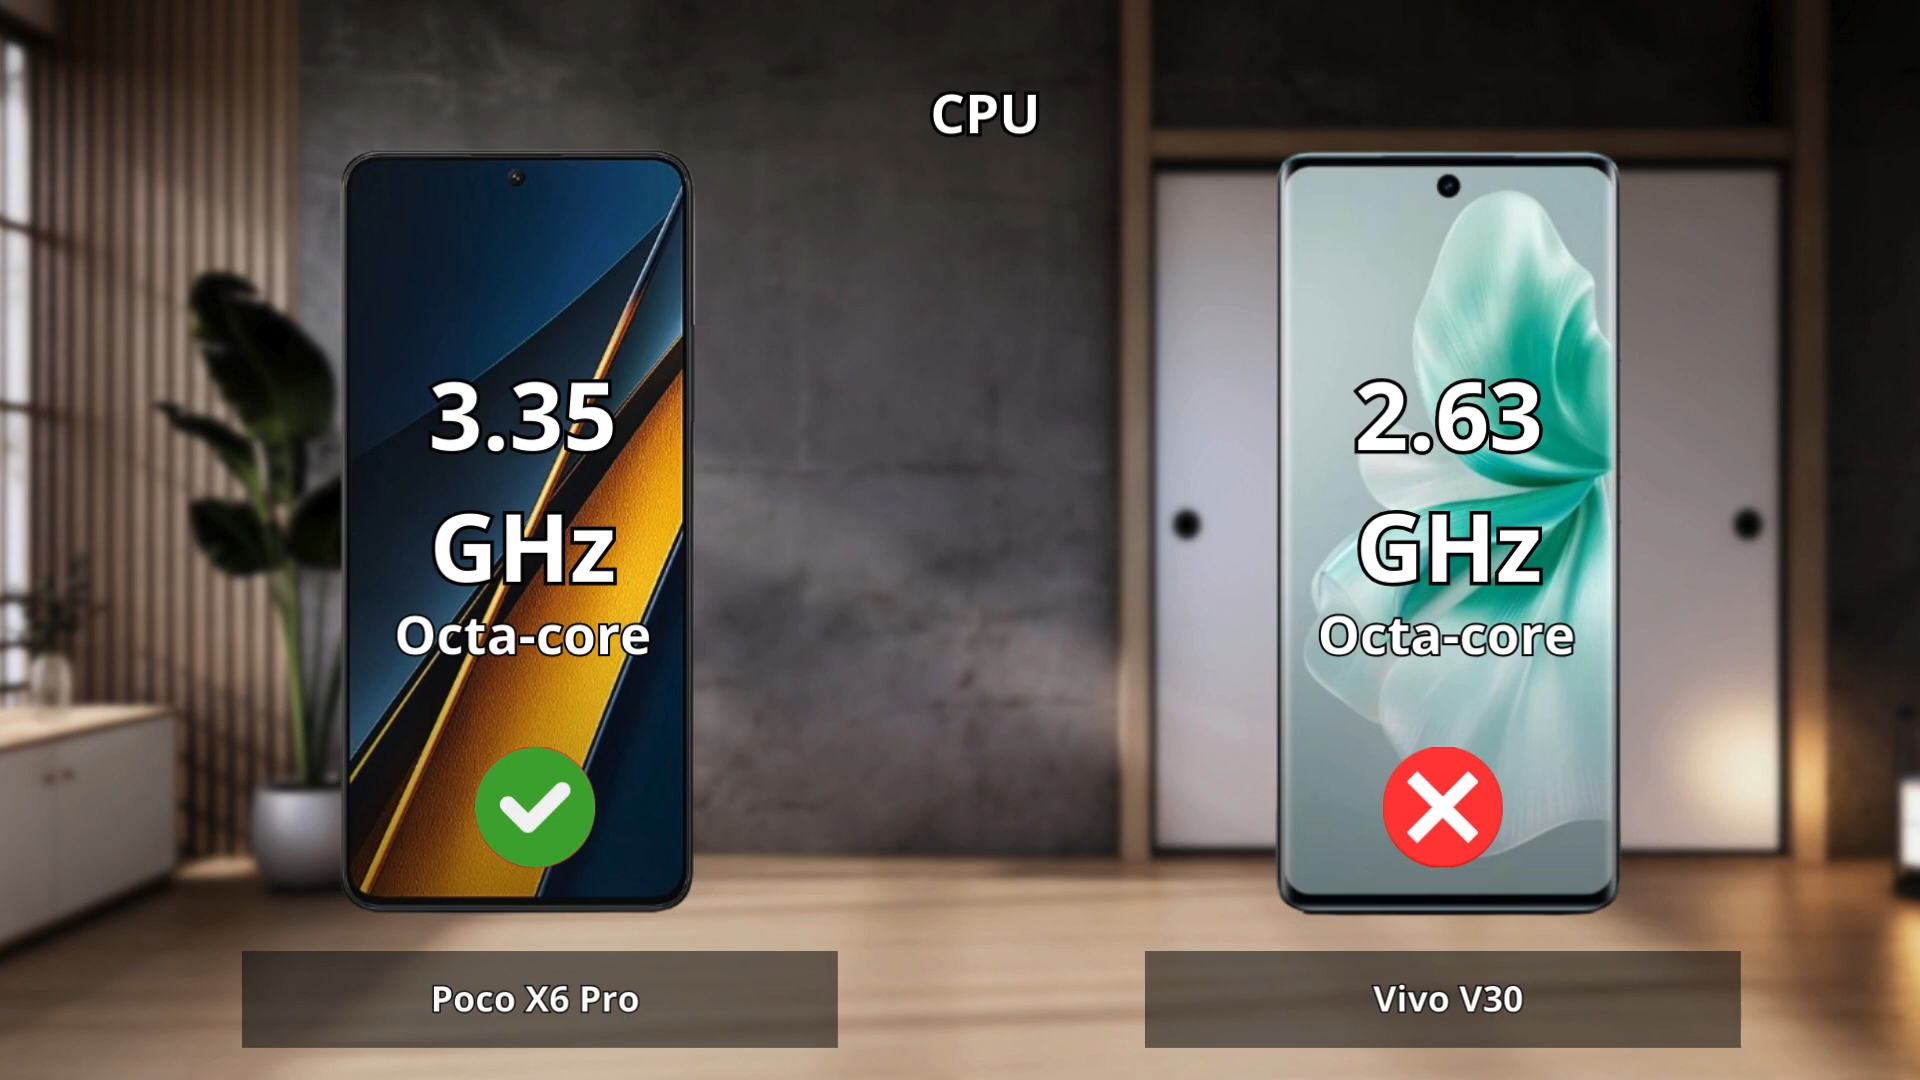 CPU
3.35
GHz
Octa-core
Poco X6 Pro
2.63
GHz
Octa-core
Vivo V30